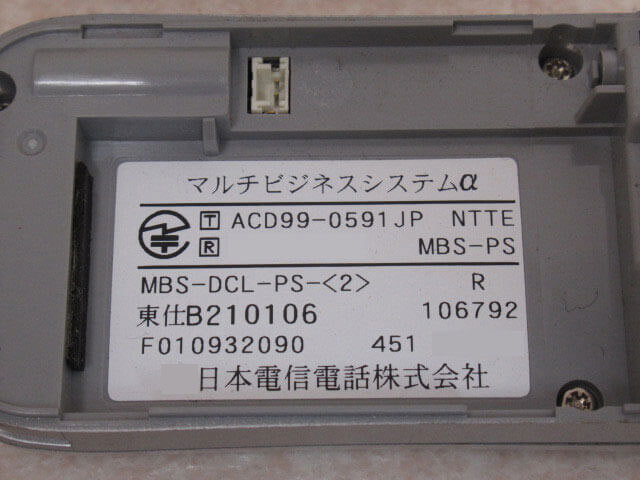 マルチビジネスシステムα
T ACD99-0591JP NTTE
R MBS-PS
MBS-DCL-PS-<2> R
東仕B210106 106792
F010932090 451
日本電信電話株式会社